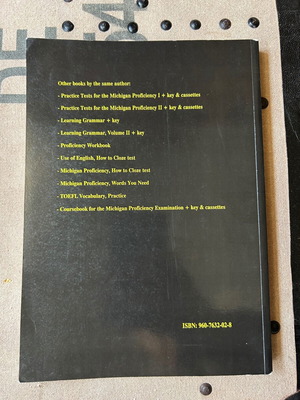 Other books by the same author:
- Practice Tests for the Michigan Proficiency I + key & cassettes
- Practice Tests for the Michigan Proficiency II + key & cassettes
- Learning Grammar + key
- Learning Grammar, Volume II + key
- Proficiency Workbook
- Use of English, How to Cloze test
- Michigan Proficiency, How to Cloze test
- Michigan Proficiency, Words You Need
- TOEFL Vocabulary, Practice
- Coursebook for the Michigan Proficiency Examination + key & cassettes
ISBN: 960-7632-02-8